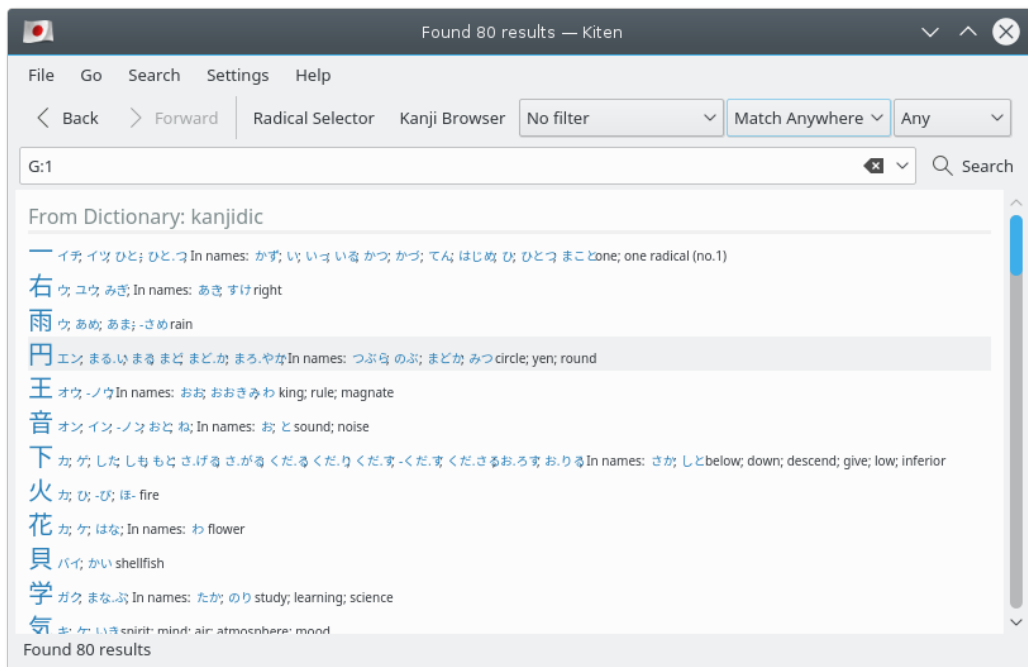 Found 80 results — Kiten
File Go Search Settings Help
Back Forward Radical Selector Kanji Browser No filter Match Anywhere Any
G:1 Search
From Dictionary: kanjidic
一 イチ; イツ; ひと-; ひと.つ In names: かず; い; いっ; いる; かつ; かづ; てん; はじめ; ひ; ひとつ; まこと one; one radical (no.1)
右 ウ; ユウ; みぎ; In names: あき; すけ right
雨 ウ; あめ; あま-; -さめ rain
円 エン; まる.い; まる; まど; まど.か; まろ.やか In names: つぶら; のぶ; まどか; みつ circle; yen; round
王 オウ; -ノウ In names: おお; おおきみ; わ king; rule; magnate
音 オン; イン; -ノン; おと; ね; In names: お; と sound; noise
下 カ; ゲ; した; しも; もと; さ.げる; さ.がる; くだ.る; くだ.り; くだ.す; -くだ.す; くだ.さる; お.ろす; お.りる In names: さか; しと below; down; descend; give; low; inferior
火 カ; ひ; -び; ほ- fire
花 カ; ケ; はな; In names: わ flower
貝 バイ; かい shellfish
学 ガク; まな.ぶ; In names: たか; のり study; learning; science
気 キ; ケ; いき spirit; mind; air; atmosphere; mood
Found 80 results